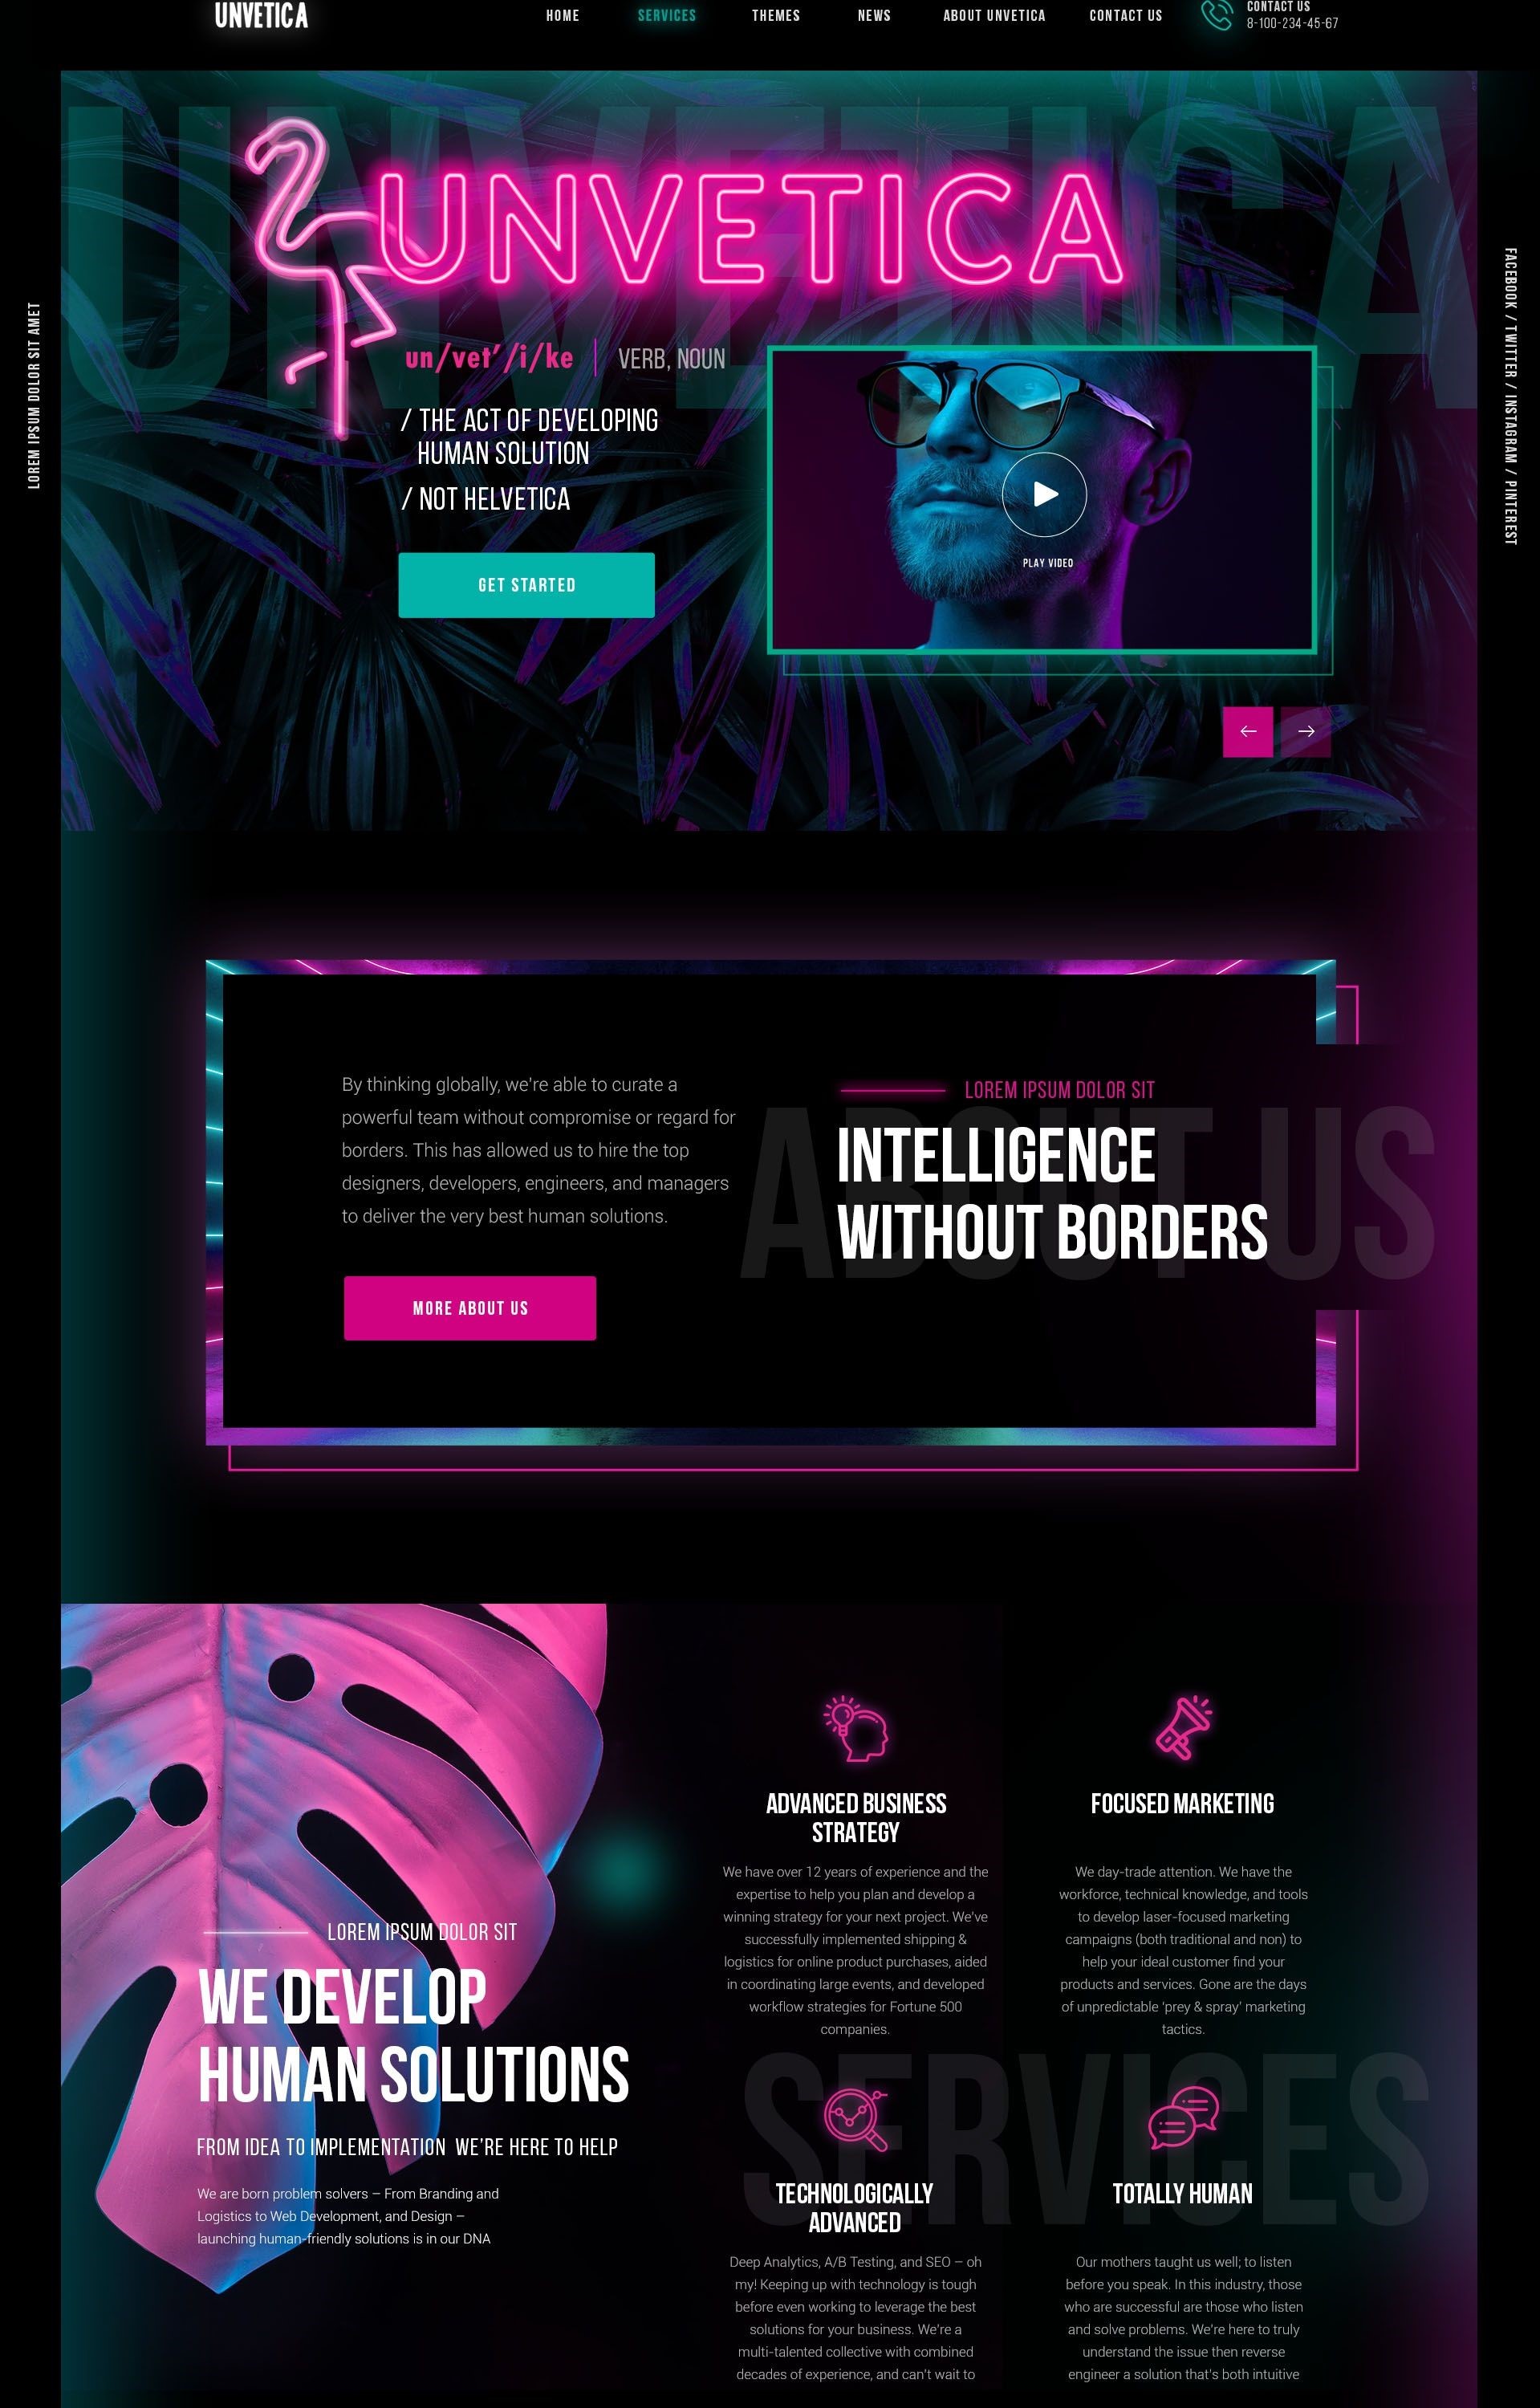 UNVETICA
HOME
SERVICES
THEMES
NEWS
ABOUT UNVETICA
CONTACT US
CONTACT US
8-100-234-45-67
LOREM IPSUM DOLOR SIT AMET
FACEBOOK / TWITTER / INSTAGRAM / PINTEREST
UNVETICA
UNVETICA
un/vet'/i/ke
VERB, NOUN
/ THE ACT OF DEVELOPING
HUMAN SOLUTION
/ NOT HELVETICA
GET STARTED
PLAY VIDEO
By thinking globally, we're able to curate a
powerful team without compromise or regard for
borders. This has allowed us to hire the top
designers, developers, engineers, and managers
to deliver the very best human solutions.
MORE ABOUT US
LOREM IPSUM DOLOR SIT
ABOUT US
INTELLIGENCE
WITHOUT BORDERS
LOREM IPSUM DOLOR SIT
WE DEVELOP
HUMAN SOLUTIONS
FROM IDEA TO IMPLEMENTATION WE'RE HERE TO HELP
We are born problem solvers – From Branding and
Logistics to Web Development, and Design –
launching human-friendly solutions is in our DNA
ADVANCED BUSINESS
STRATEGY
We have over 12 years of experience and the
expertise to help you plan and develop a
winning strategy for your next project. We've
successfully implemented shipping &
logistics for online product purchases, aided
in coordinating large events, and developed
workflow strategies for Fortune 500
companies.
FOCUSED MARKETING
We day-trade attention. We have the
workforce, technical knowledge, and tools
to develop laser-focused marketing
campaigns (both traditional and non) to
help your ideal customer find your
products and services. Gone are the days
of unpredictable 'prey & spray' marketing
tactics.
SERVICES
TECHNOLOGICALLY
ADVANCED
Deep Analytics, A/B Testing, and SEO – oh
my! Keeping up with technology is tough
before even working to leverage the best
solutions for your business. We're a
multi-talented collective with combined
decades of experience, and can't wait to
TOTALLY HUMAN
Our mothers taught us well; to listen
before you speak. In this industry, those
who are successful are those who listen
and solve problems. We're here to truly
understand the issue then reverse
engineer a solution that's both intuitive